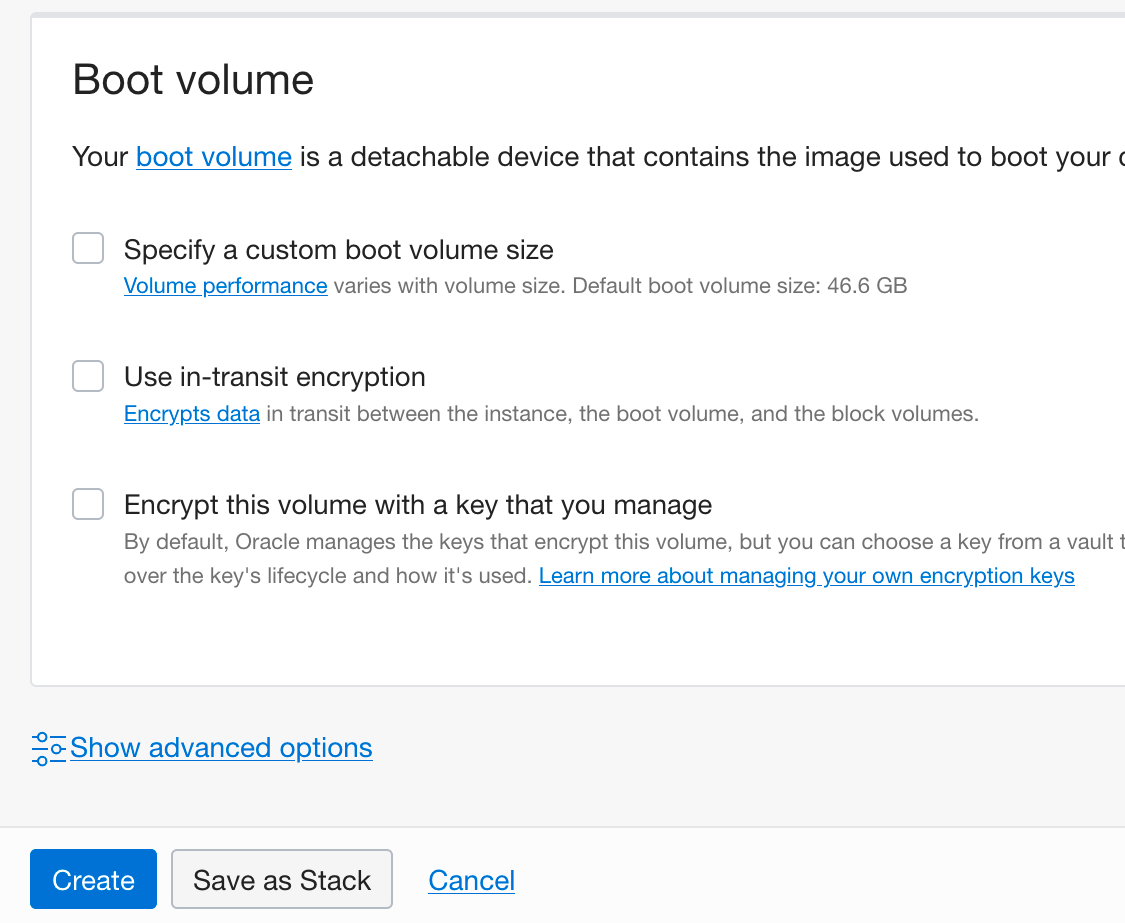 Boot volume
Your boot volume is a detachable device that contains the image used to boot your
Specify a custom boot volume size
Volume performance varies with volume size. Default boot volume size: 46.6 GB
Use in-transit encryption
Encrypts data in transit between the instance, the boot volume, and the block volumes.
Encrypt this volume with a key that you manage
By default, Oracle manages the keys that encrypt this volume, but you can choose a key from a vault
over the key's lifecycle and how it's used. Learn more about managing your own encryption keys
Show advanced options
Create Save as Stack Cancel